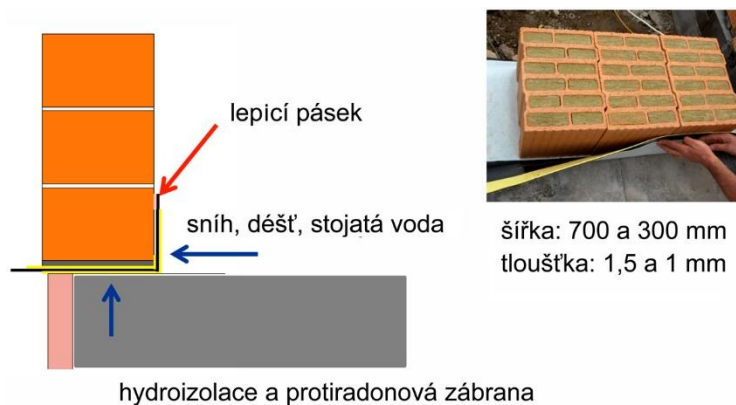 lepicí pásek
sníh, déšť, stojatá voda
šířka: 700 a 300 mm
tloušťka: 1,5 a 1 mm
hydroizolace a protiradonová zábrana